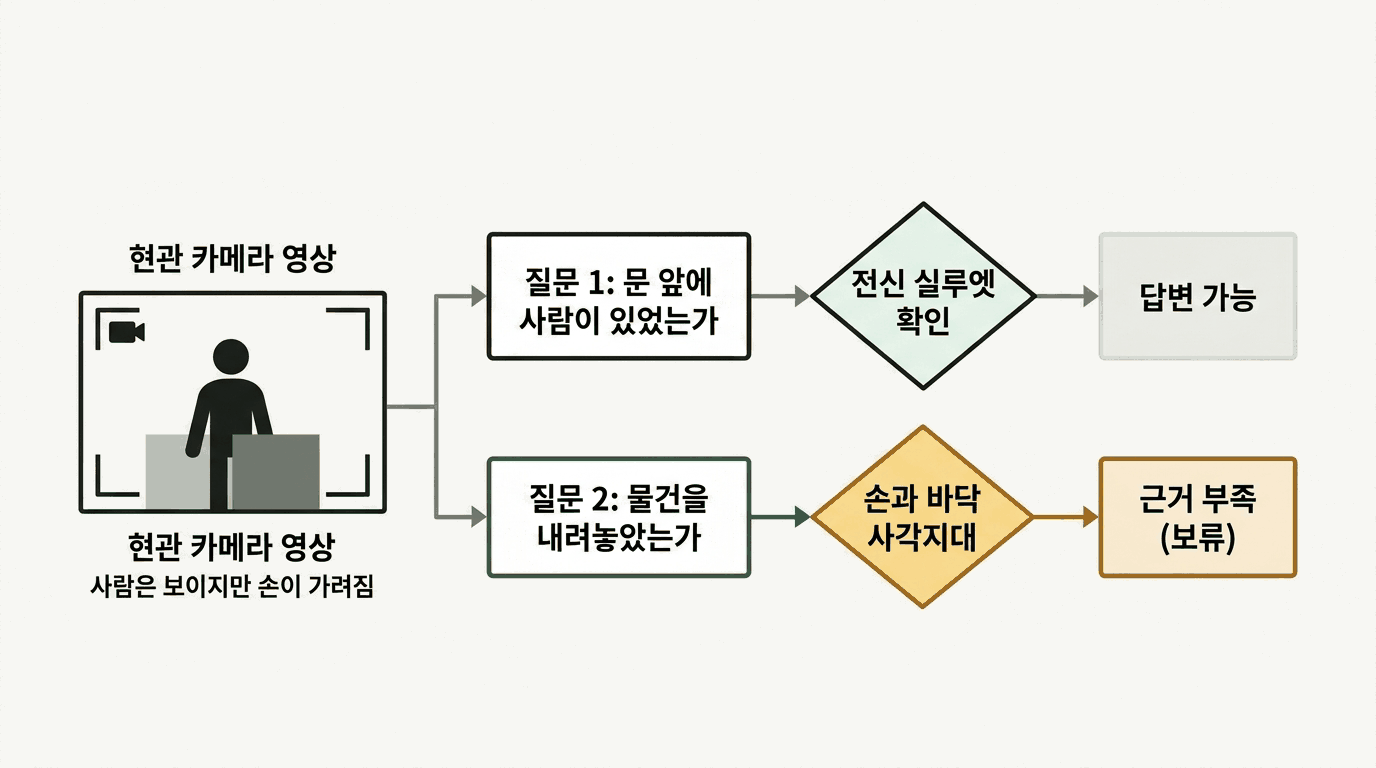 현관 카메라 영상
현관 카메라 영상
사람은 보이지만 손이 가려짐
질문 1: 문 앞에
사람이 있었는가
전신 실루엣
확인
답변 가능
질문 2: 물건을
내려놓았는가
손과 바닥
사각지대
근거 부족
(보류)